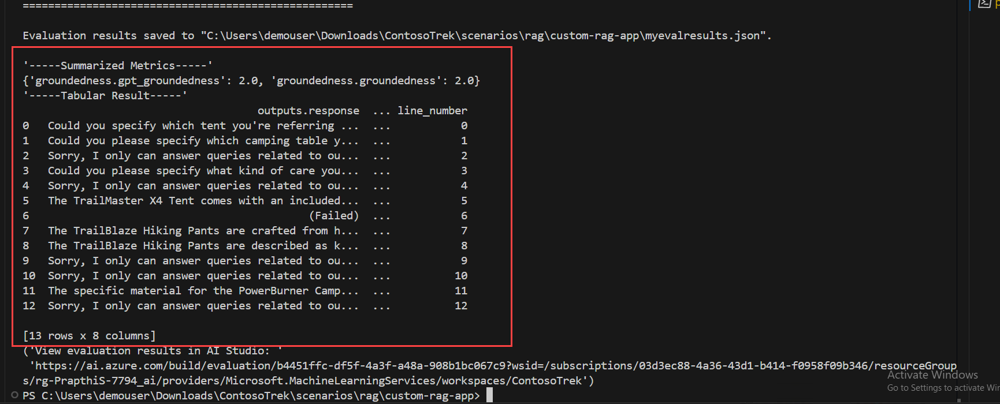 ==================================================
Evaluation results saved to "C:\Users\demouser\Downloads\ContosoTrek\scenarios\rag\custom-rag-app\myevalresults.json".
'-----Summarized Metrics-----'
{'groundedness.gpt_groundedness': 2.0, 'groundedness.groundedness': 2.0}
'-----Tabular Result-----'
outputs.response ... line_number
0 Could you specify which tent you're referring ... ... 0
1 Could you please specify which camping table y... ... 1
2 Sorry, I only can answer queries related to ou... ... 2
3 Could you please specify what kind of care you... ... 3
4 Sorry, I only can answer queries related to ou... ... 4
5 The TrailMaster X4 Tent comes with an included... ... 5
6 (Failed) ... 6
7 The TrailBlaze Hiking Pants are crafted from h... ... 7
8 The TrailBlaze Hiking Pants are described as k... ... 8
9 Sorry, I only can answer queries related to ou... ... 9
10 Sorry, I only can answer queries related to ou... ... 10
11 The specific material for the PowerBurner Camp... ... 11
12 Sorry, I only can answer queries related to ou... ... 12
[13 rows x 8 columns]
('View evaluation results in AI Studio: '
'https://ai.azure.com/build/evaluation/b4451ffc-df5f-4a3f-a48a-908b1bc067c9?wsid=/subscriptions/03d3ec88-4a36-43d1-b414-f0958f09b346/resourceGroup
s/rg-PrapthiS-7794_ai/providers/Microsoft.MachineLearningServices/workspaces/ContosoTrek')
PS C:\Users\demouser\Downloads\ContosoTrek\scenarios\rag\custom-rag-app>
Activate Windows
Go to Settings to activate Win